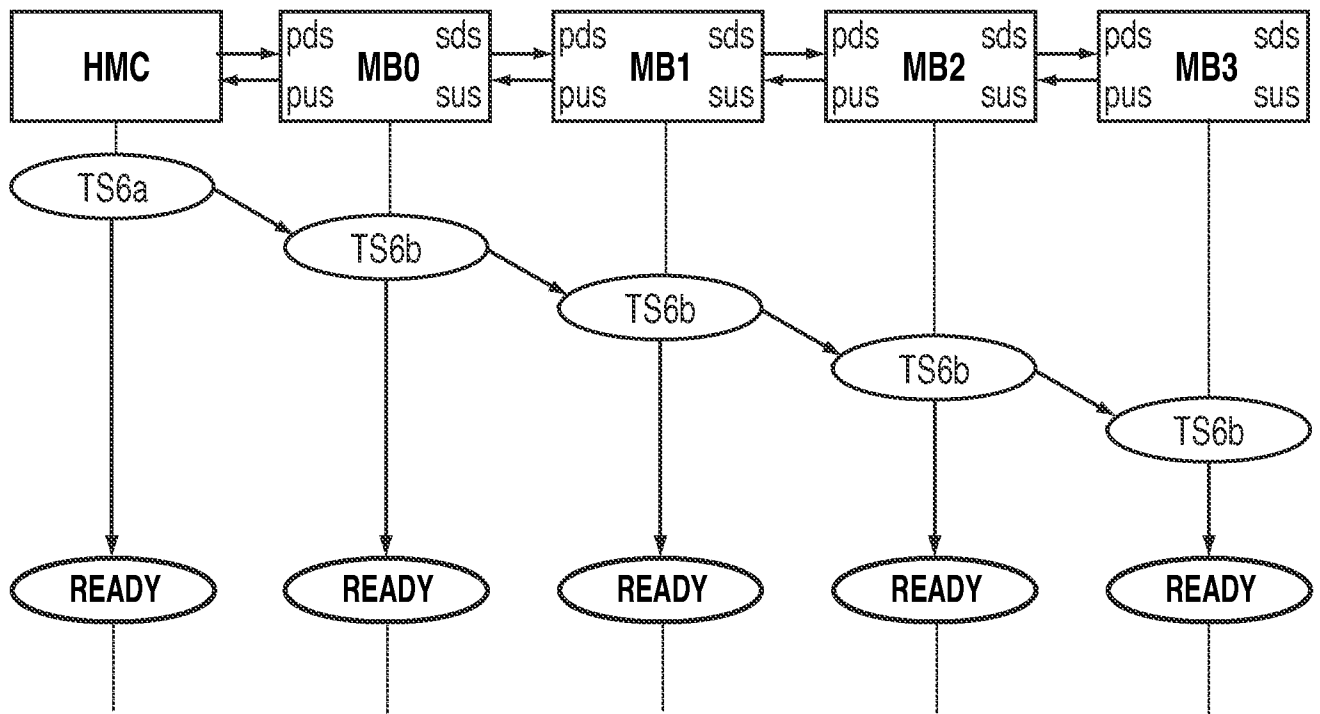 HMC
pds sds
MB0
pus sus
pds sds
MB1
pus sus
pds sds
MB2
pus sus
pds sds
MB3
pus sus
TS6a
TS6b
TS6b
TS6b
TS6b
READY
READY
READY
READY
READY